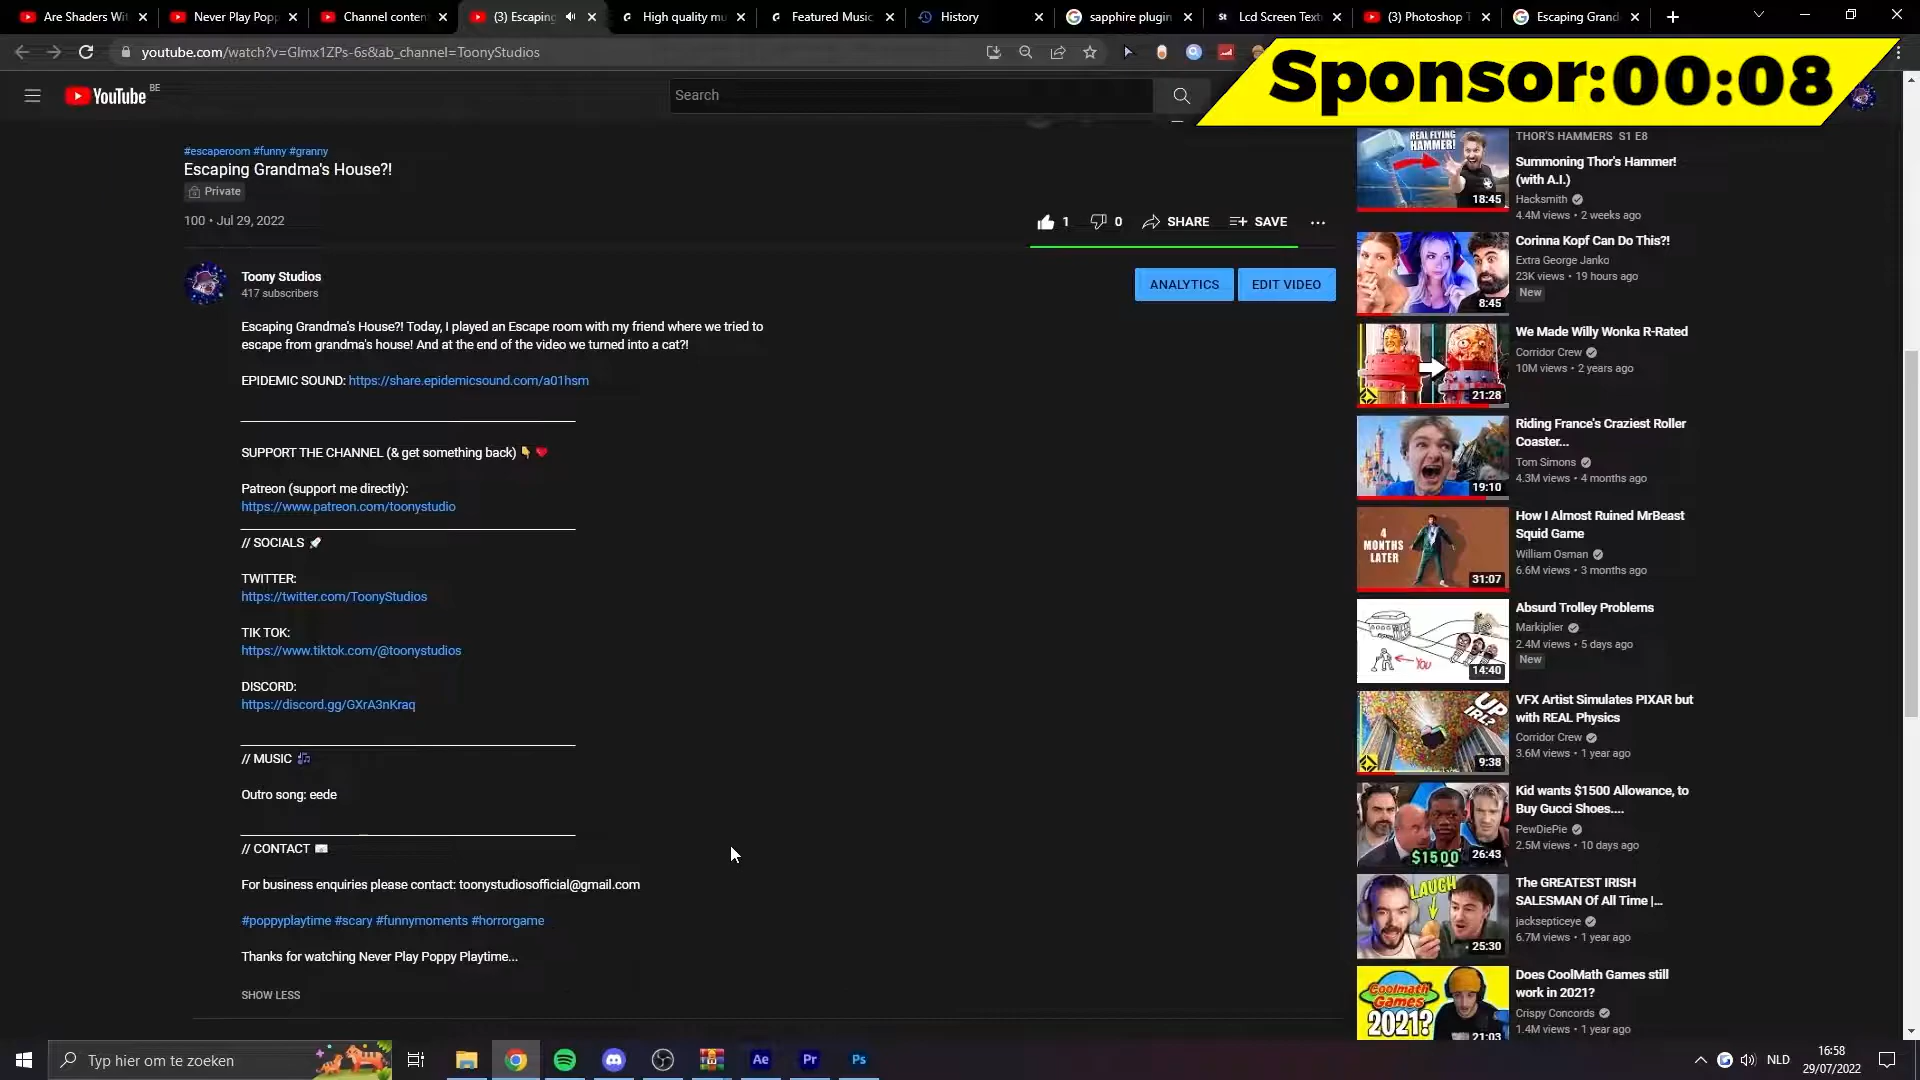 Are Shaders Wit
Never Play Popp
Channel conten
(3) Escaping
High quality mu
Featured Music
History
sapphire plugin
Lcd Screen Text
(3) Photoshop T
Escaping Grand
youtube.com/watch?v=Glmx1ZPs-6s&ab_channel=ToonyStudios
Sponsor:00:08
YouTube BE
Search
#escaperoom #funny #granny
Escaping Grandma's House?!
Private
100 • Jul 29, 2022
1
0
SHARE
SAVE
Toony Studios
417 subscribers
ANALYTICS
EDIT VIDEO
Escaping Grandma's House?! Today, I played an Escape room with my friend where we tried to
escape from grandma's house! And at the end of the video we turned into a cat?!
EPIDEMIC SOUND: https://share.epidemicsound.com/a01hsm
SUPPORT THE CHANNEL (& get something back) 👇 ❤️
Patreon (support me directly):
https://www.patreon.com/toonystudio
// SOCIALS 🚀
TWITTER:
https://twitter.com/ToonyStudios
TIK TOK:
https://www.tiktok.com/@toonystudios
DISCORD:
https://discord.gg/GXrA3nKraq
// MUSIC 🎶
Outro song: eede
// CONTACT 📧
For business enquiries please contact: toonystudiosofficial@gmail.com
#poppyplaytime #scary #funnymoments #horrorgame
Thanks for watching Never Play Poppy Playtime...
SHOW LESS
THOR'S HAMMERS S1 E8
REAL FLYING
HAMMER!
18:45
Summoning Thor's Hammer!
(with A.I.)
Hacksmith
4.4M views • 2 weeks ago
8:45
Corinna Kopf Can Do This?!
Extra George Janko
23K views • 19 hours ago
New
21:28
We Made Willy Wonka R-Rated
Corridor Crew
10M views • 2 years ago
19:10
Riding France's Craziest Roller
Coaster...
Tom Simons
4.3M views • 4 months ago
4
MONTHS
LATER
31:07
How I Almost Ruined MrBeast
Squid Game
William Osman
6.6M views • 3 months ago
YOU
14:40
Absurd Trolley Problems
Markiplier
2.4M views • 5 days ago
New
UP
IRL?
9:38
VFX Artist Simulates PIXAR but
with REAL Physics
Corridor Crew
3.6M views • 1 year ago
$1500
26:43
Kid wants $1500 Allowance, to
Buy Gucci Shoes....
PewDiePie
2.5M views • 10 days ago
LAUGH
25:30
The GREATEST IRISH
SALESMAN Of All Time |...
jacksepticeye
6.7M views • 1 year ago
Coolmath
Games
2021?
21:03
Does CoolMath Games still
work in 2021?
Crispy Concords
1.4M views • 1 year ago
Typ hier om te zoeken
Ae
Pr
Ps
NLD
16:58
29/07/2022